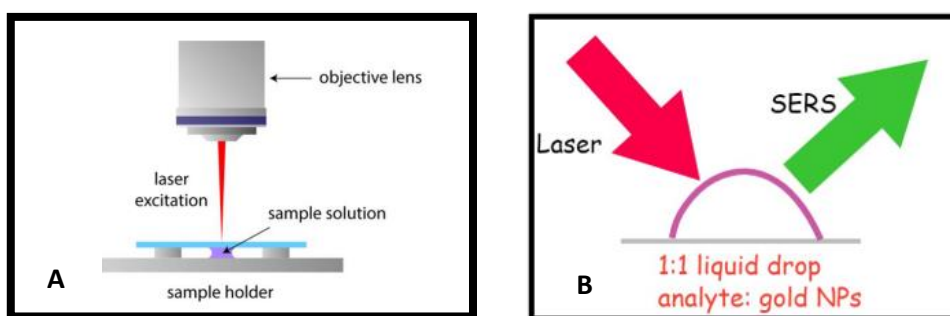 objective lens
laser
excitation
sample solution
A
sample holder
SERS
Laser
B
1:1 liquid drop
analyte: gold NPs